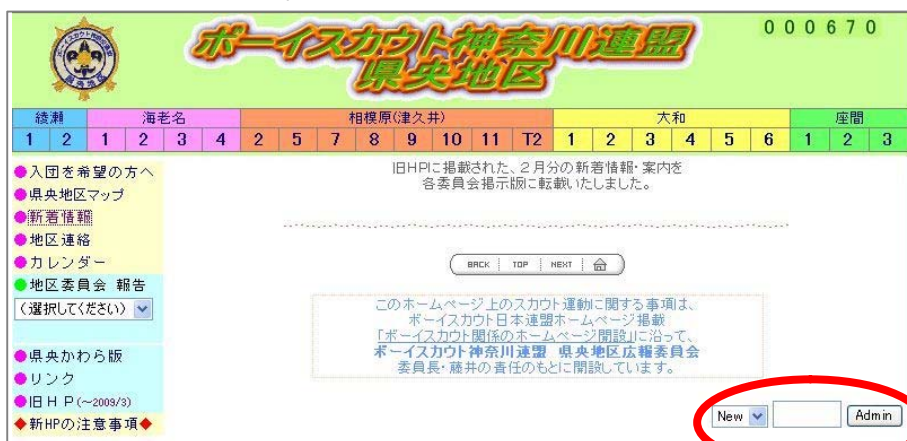 ボーイスカウト神奈川連盟
県央地区
000670
綾瀬 海老名 相模原(津久井) 大和 座間
1 2 1 2 3 4 2 5 7 8 9 10 11 T2 1 2 3 4 5 6 1 2 3
●入団を希望の方へ
●県央地区マップ
●新着情報
●地区連絡
●カレンダー
●地区委員会 報告
(選択してください)
●県央かわら版
●リンク
●旧HP(~2009/3)
◆新HPの注意事項◆
旧HPに掲載された、2月分の新着情報・案内を
各委員会掲示版に転載いたしました。
BACK TOP NEXT
このホームページ上のスカウト運動に関する事項は、
ボーイスカウト日本連盟ホームページ掲載
「ボーイスカウト関係のホームページ開設」に沿って、
ボーイスカウト神奈川連盟 県央地区広報委員会
委員長・藤井の責任のもとに開設しています。
New Admin